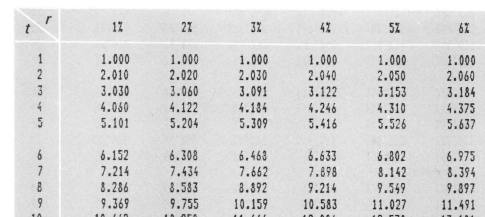 t r 1% 2% 3% 4% 5% 6%
1 1.000 1.000 1.000 1.000 1.000 1.000
2 2.010 2.020 2.030 2.040 2.050 2.060
3 3.030 3.060 3.091 3.122 3.153 3.184
4 4.060 4.122 4.184 4.246 4.310 4.375
5 5.101 5.204 5.309 5.416 5.526 5.637
6 6.152 6.308 6.468 6.633 6.802 6.975
7 7.214 7.434 7.662 7.898 8.142 8.394
8 8.286 8.583 8.892 9.214 9.549 9.897
9 9.369 9.755 10.159 10.583 11.027 11.491